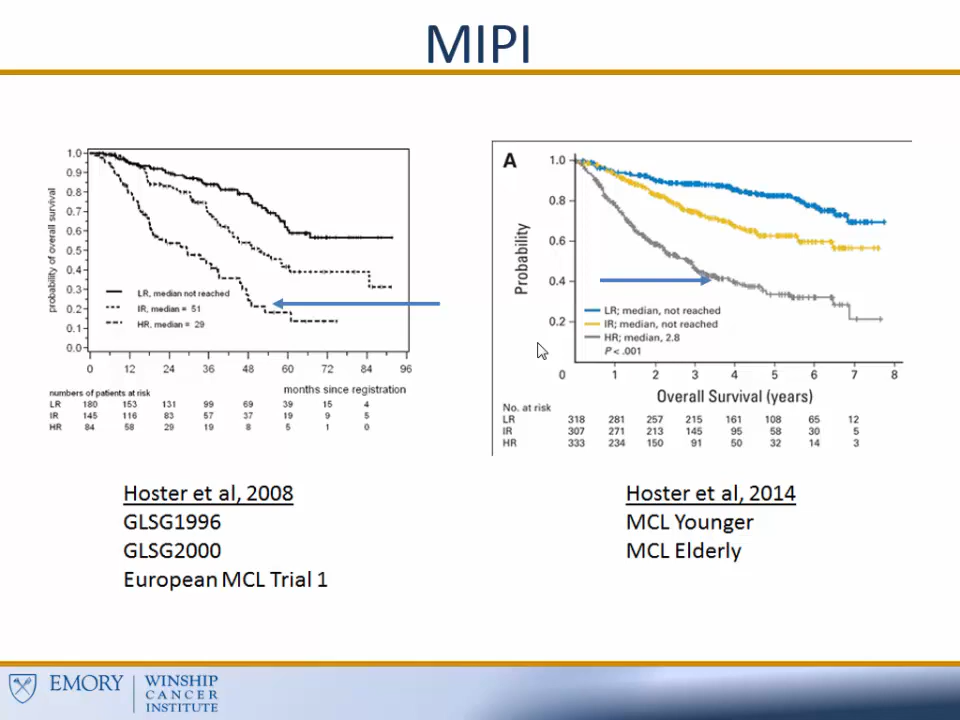 MIPI
probability of overall survival
1.0
0.9
0.8
0.7
0.6
0.5
0.4
0.3
0.2
0.1
0.0
LR, median not reached
IR, median = 51
HR, median = 29
0 12 24 36 48 60 72 84 96
months since registration
numbers of patients at risk
LR 180 153 131 99 69 39 15 4
IR 145 116 83 57 37 19 9 5
HR 84 58 29 19 8 5 1 0
A
Probability
1.0
0.8
0.6
0.4
0.2
LR; median, not reached
IR; median, not reached
HR; median, 2.8
P < .001
0 1 2 3 4 5 6 7 8
Overall Survival (years)
No. at risk
LR 318 281 257 215 161 108 65 12
IR 307 271 213 145 95 58 30 5
HR 333 234 150 91 50 32 14 3
Hoster et al, 2008
GLSG1996
GLSG2000
European MCL Trial 1
Hoster et al, 2014
MCL Younger
MCL Elderly
EMORY
WINSHIP
CANCER
INSTITUTE